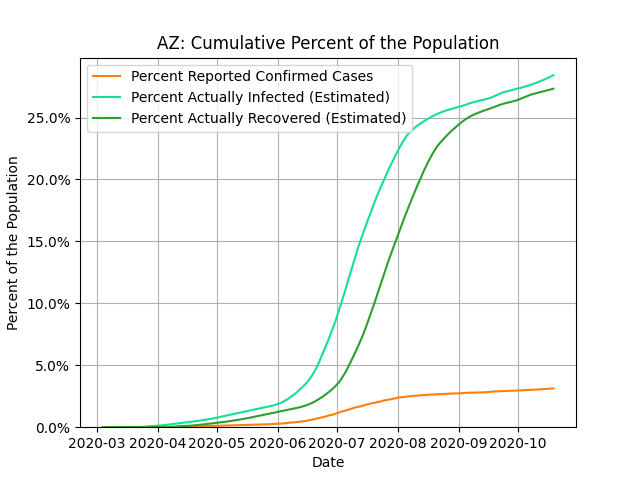 AZ: Cumulative Percent of the Population
Percent Reported Confirmed Cases
Percent Actually Infected (Estimated)
Percent Actually Recovered (Estimated)
Percent of the Population
25.0%
20.0%
15.0%
10.0%
5.0%
0.0%
2020-03 2020-04 2020-05 2020-06 2020-07 2020-08 2020-09 2020-10
Date